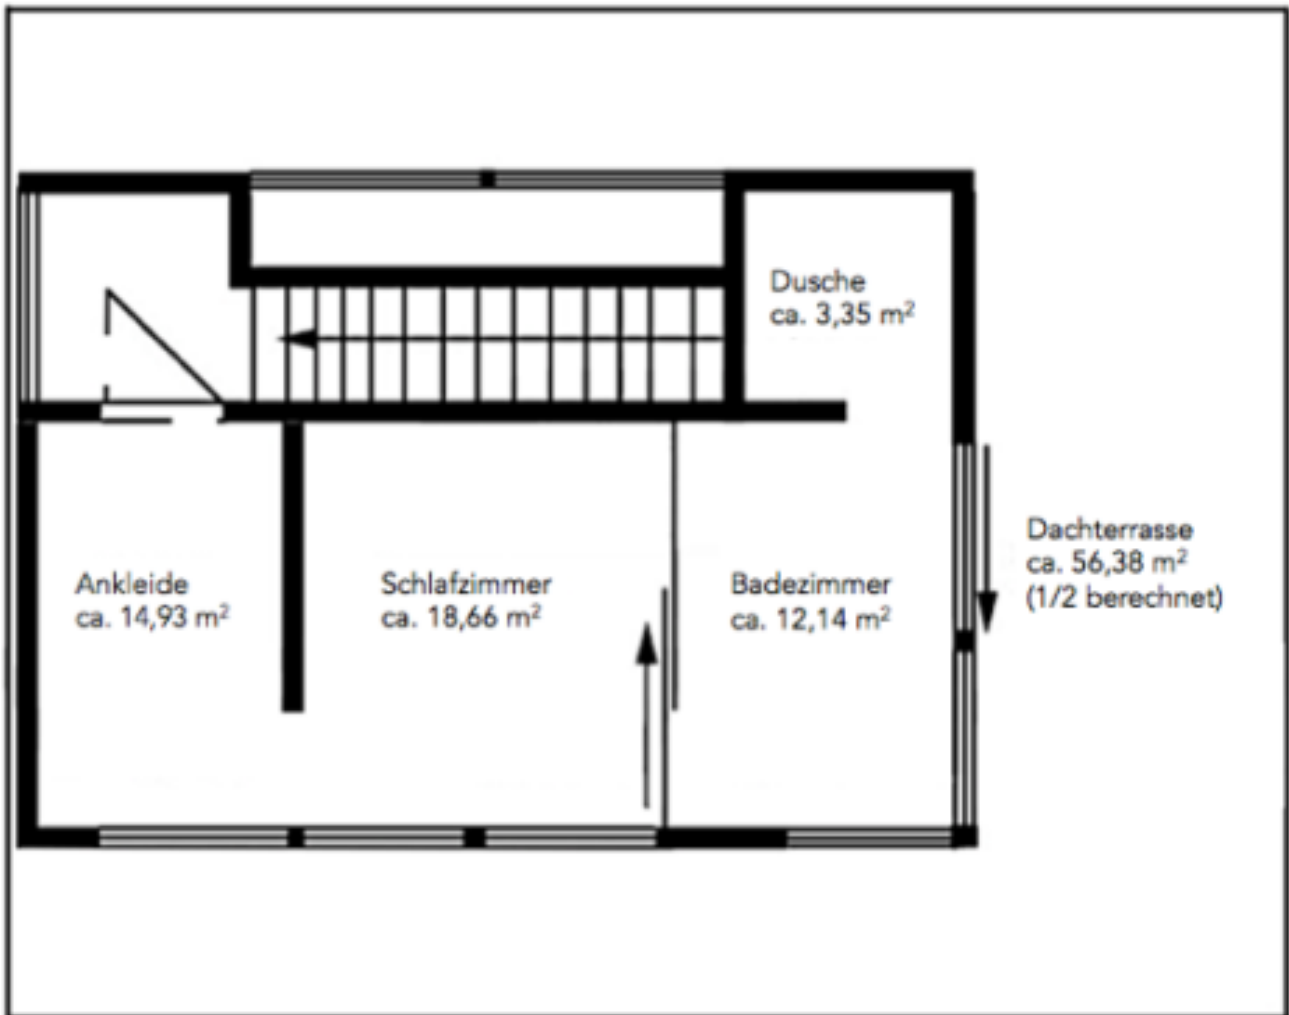 Dusche
ca. 3,35 m²
Dachterrasse
ca. 56,38 m²
(1/2 berechnet)
Ankleide
ca. 14,93 m²
Schlafzimmer
ca. 18,66 m²
Badezimmer
ca. 12,14 m²